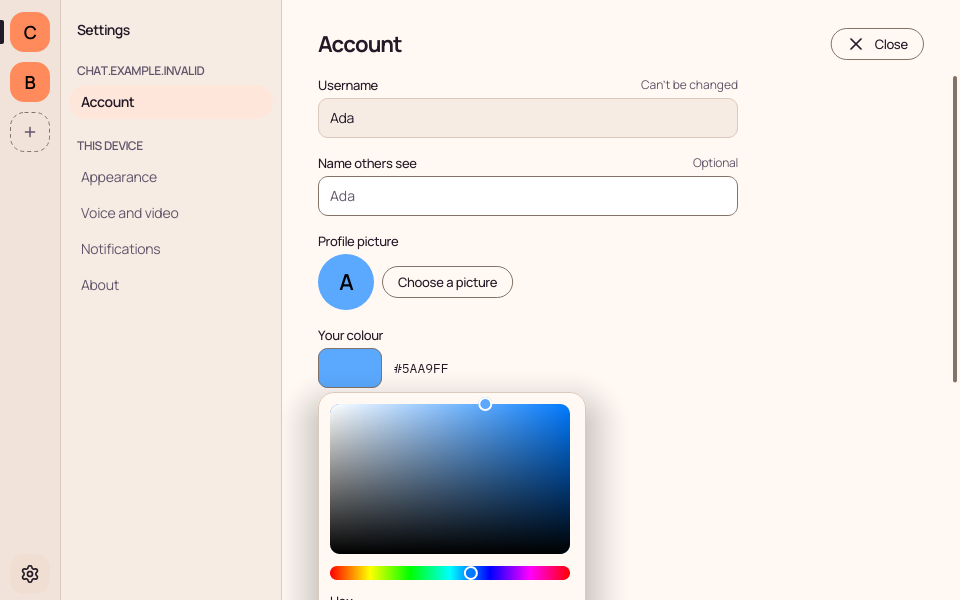 C
B
Settings
CHAT.EXAMPLE.INVALID
Account
THIS DEVICE
Appearance
Voice and video
Notifications
About
Account
Close
Username
Can't be changed
Ada
Name others see
Optional
Ada
Profile picture
A
Choose a picture
Your colour
#5AA9FF